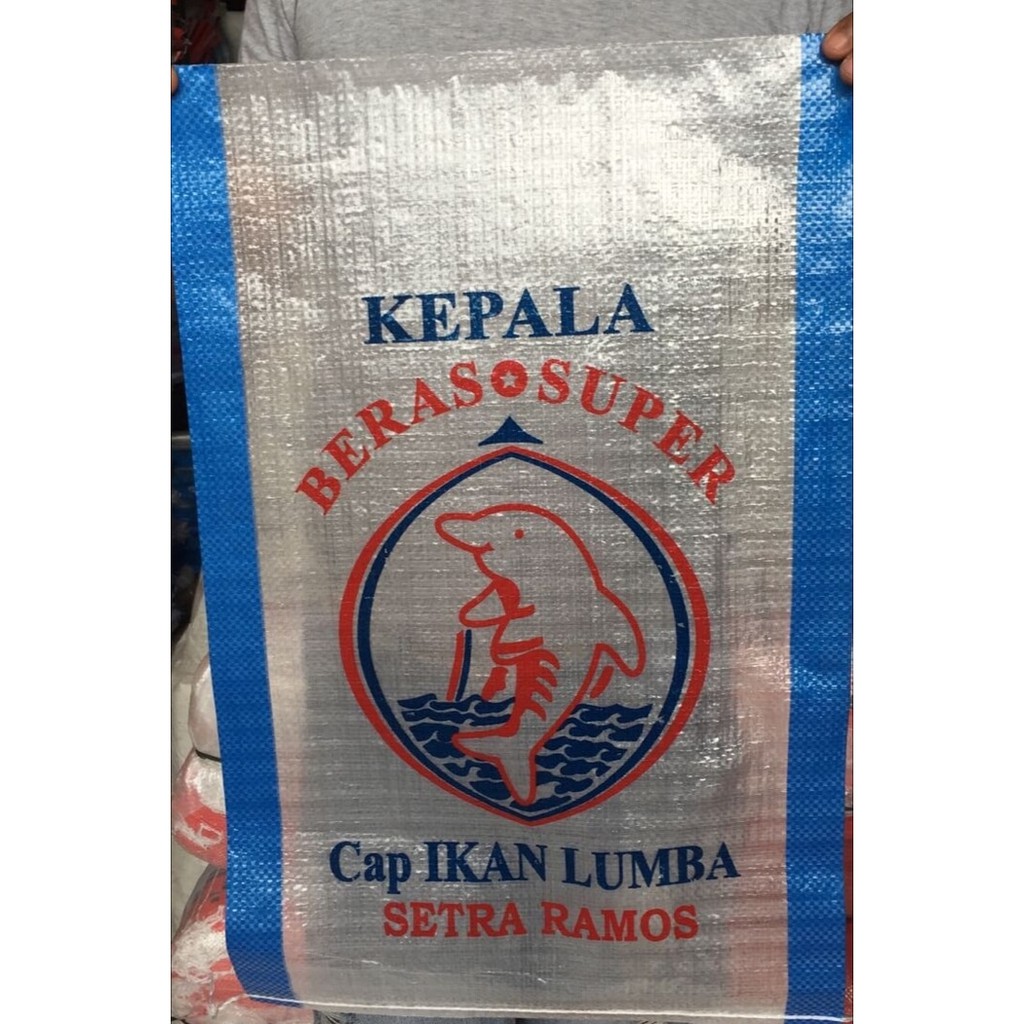 KEPALA
BERAS SUPER
Cap IKAN LUMBA
SETRA RAMOS